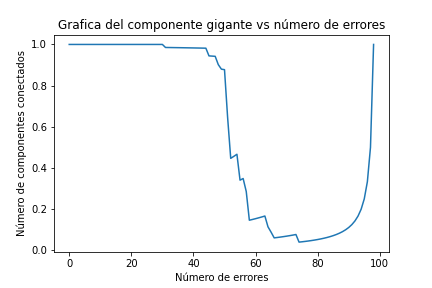 Grafica del componente gigante vs número de errores
Número de componentes conectados
1.0
0.8
0.6
0.4
0.2
0.0
0 20 40 60 80 100
Número de errores